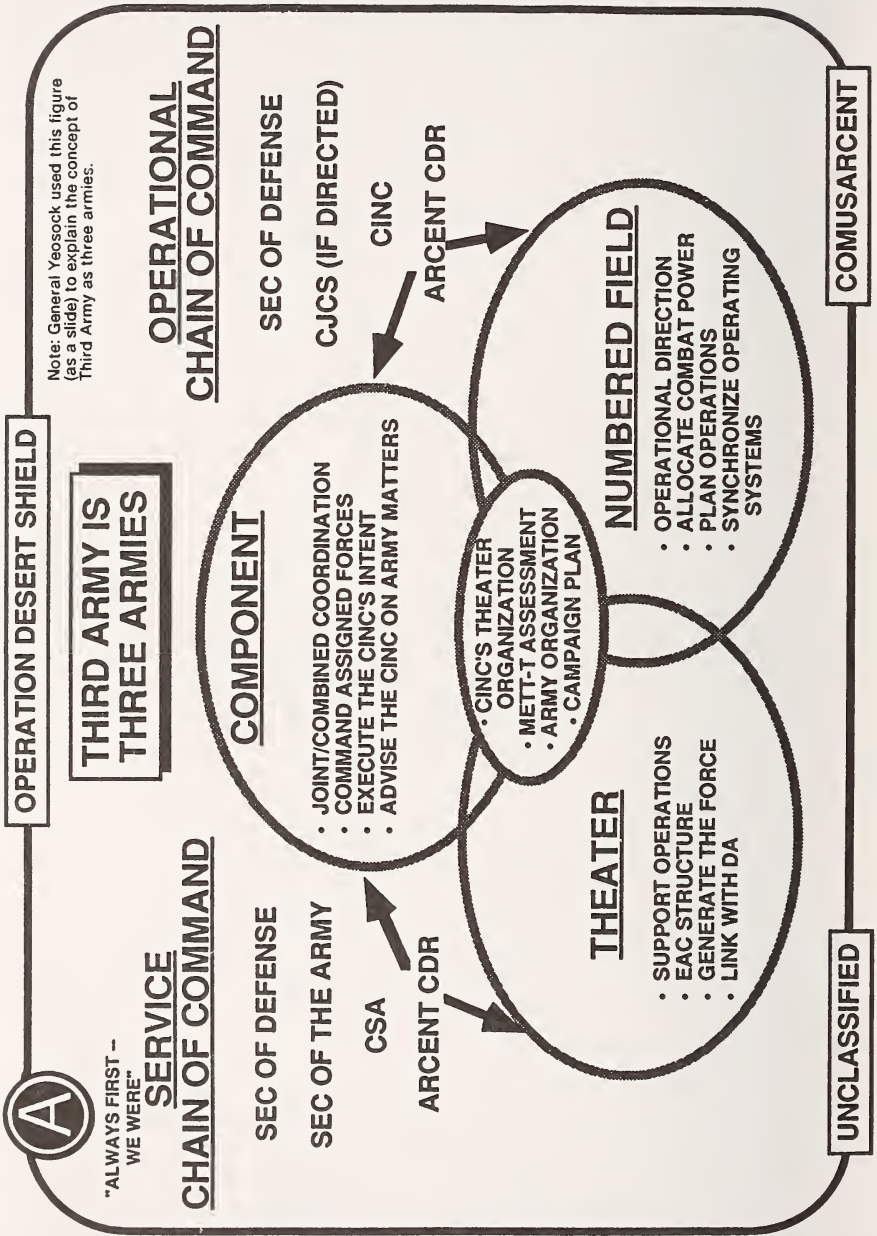 OPERATION DESERT SHIELD
A
"ALWAYS FIRST –
WE WERE"
THIRD ARMY IS
THREE ARMIES
Note: General Yeosock used this figure
(as a slide) to explain the concept of
Third Army as three armies.
SERVICE
CHAIN OF COMMAND
SEC OF DEFENSE
SEC OF THE ARMY
CSA
ARCENT CDR
COMPONENT
· JOINT/COMBINED COORDINATION
· COMMAND ASSIGNED FORCES
· EXECUTE THE CINC'S INTENT
· ADVISE THE CINC ON ARMY MATTERS
OPERATIONAL
CHAIN OF COMMAND
SEC OF DEFENSE
CJCS (IF DIRECTED)
CINC
ARCENT CDR
· CINC'S THEATER
ORGANIZATION
· METT-T ASSESSMENT
· ARMY ORGANIZATION
· CAMPAIGN PLAN
THEATER
· SUPPORT OPERATIONS
· EAC STRUCTURE
· GENERATE THE FORCE
· LINK WITH DA
NUMBERED FIELD
· OPERATIONAL DIRECTION
· ALLOCATE COMBAT POWER
· PLAN OPERATIONS
· SYNCHRONIZE OPERATING
SYSTEMS
UNCLASSIFIED
COMUSARCENT